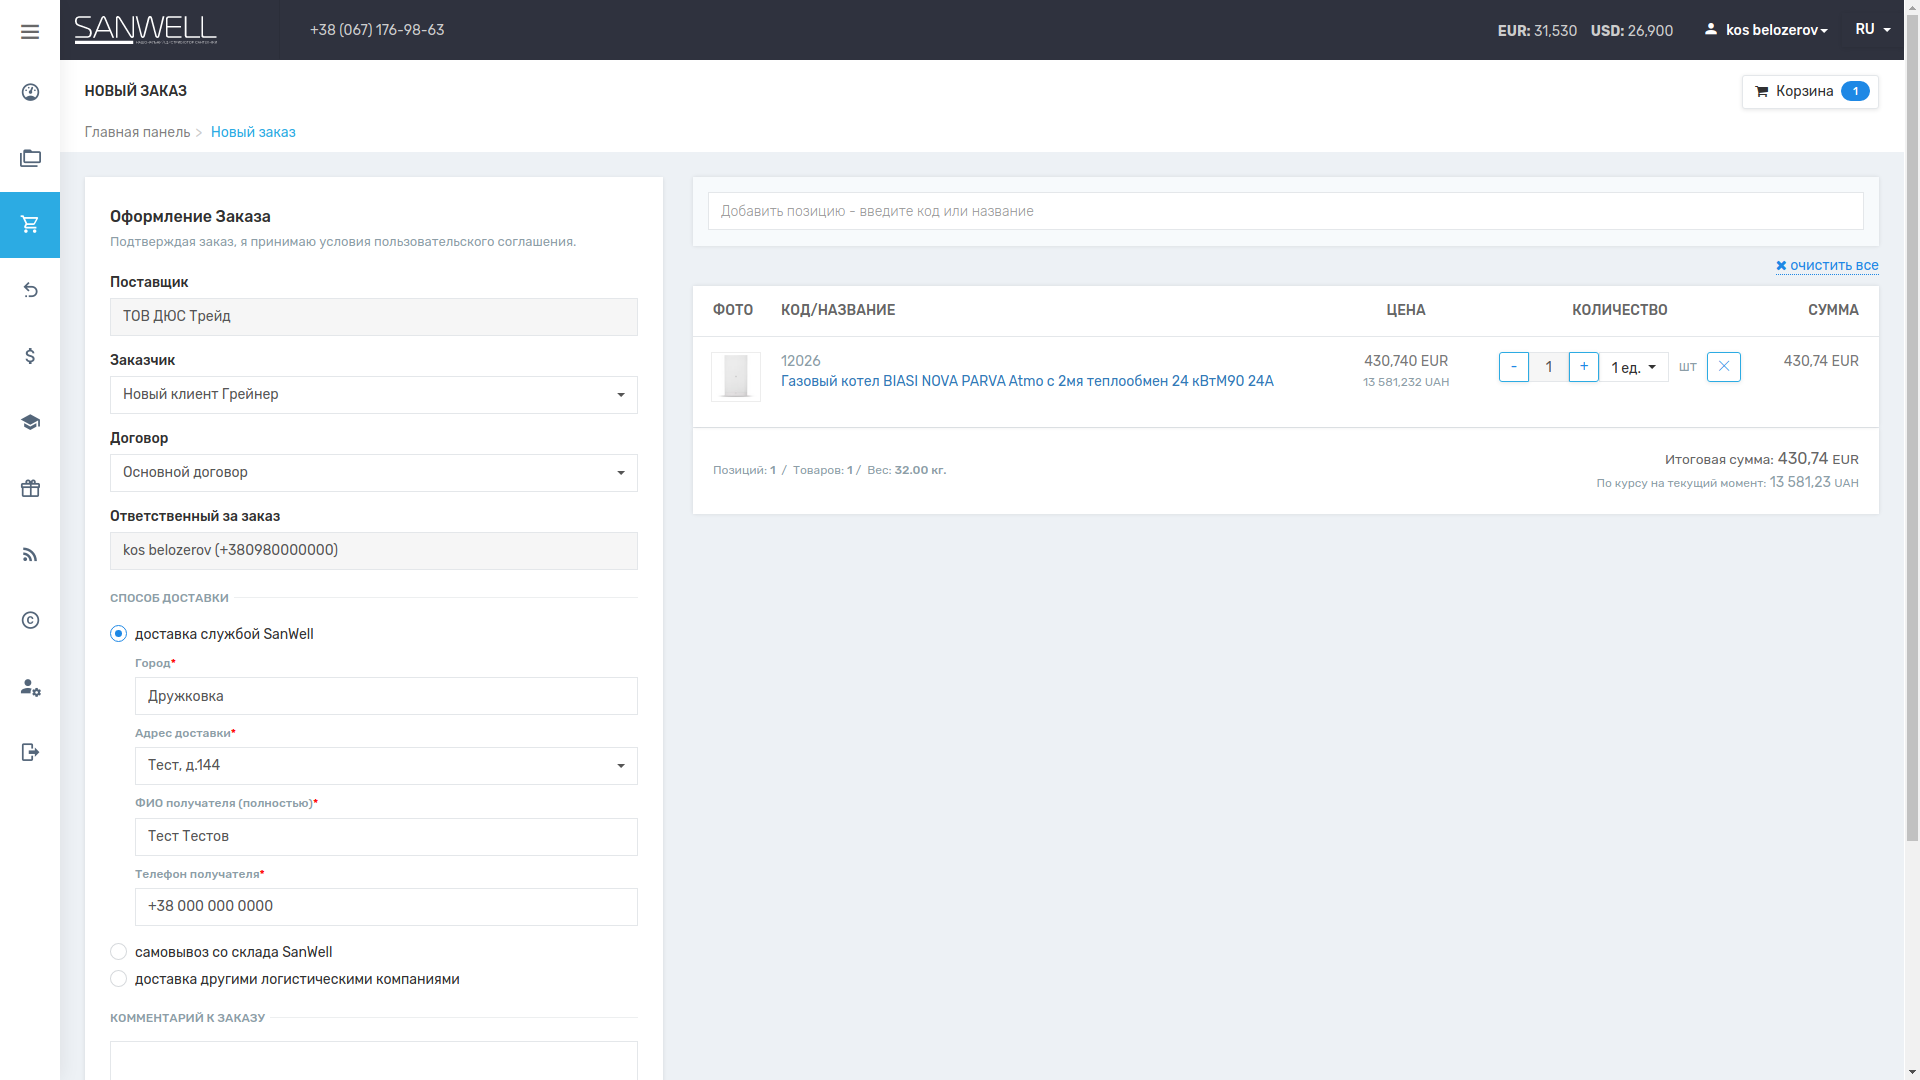 SANWELL
+38 (067) 176-98-63
EUR: 31,530 USD: 26,900
kos belozerov
RU
НОВЫЙ ЗАКАЗ
Корзина 1
Главная панель > Новый заказ
Оформление Заказа
Подтверждая заказ, я принимаю условия пользовательского соглашения.
Поставщик
ТОВ ДЮС Трейд
Заказчик
Новый клиент Грейнер
Договор
Основной договор
Ответственный за заказ
kos belozerov (+380980000000)
СПОСОБ ДОСТАВКИ
доставка службой SanWell
Город*
Дружковка
Адрес доставки*
Тест, д.144
ФИО получателя (полностью)*
Тест Тестов
Телефон получателя*
+38 000 000 0000
самовывоз со склада SanWell
доставка другими логистическими компаниями
КОММЕНТАРИЙ К ЗАКАЗУ
Добавить позицию - введите код или название
очистить все
ФОТО КОД/НАЗВАНИЕ ЦЕНА КОЛИЧЕСТВО СУММА
12026
Газовый котел BIASI NOVA PARVA Atmo с 2мя теплообмен 24 кВтM90 24A
430,740 EUR
13 581,232 UAH
- 1 + 1 ед. шт
430,74 EUR
Позиций: 1 / Товаров: 1 / Вес: 32.00 кг.
Итоговая сумма: 430,74 EUR
По курсу на текущий момент: 13 581,23 UAH